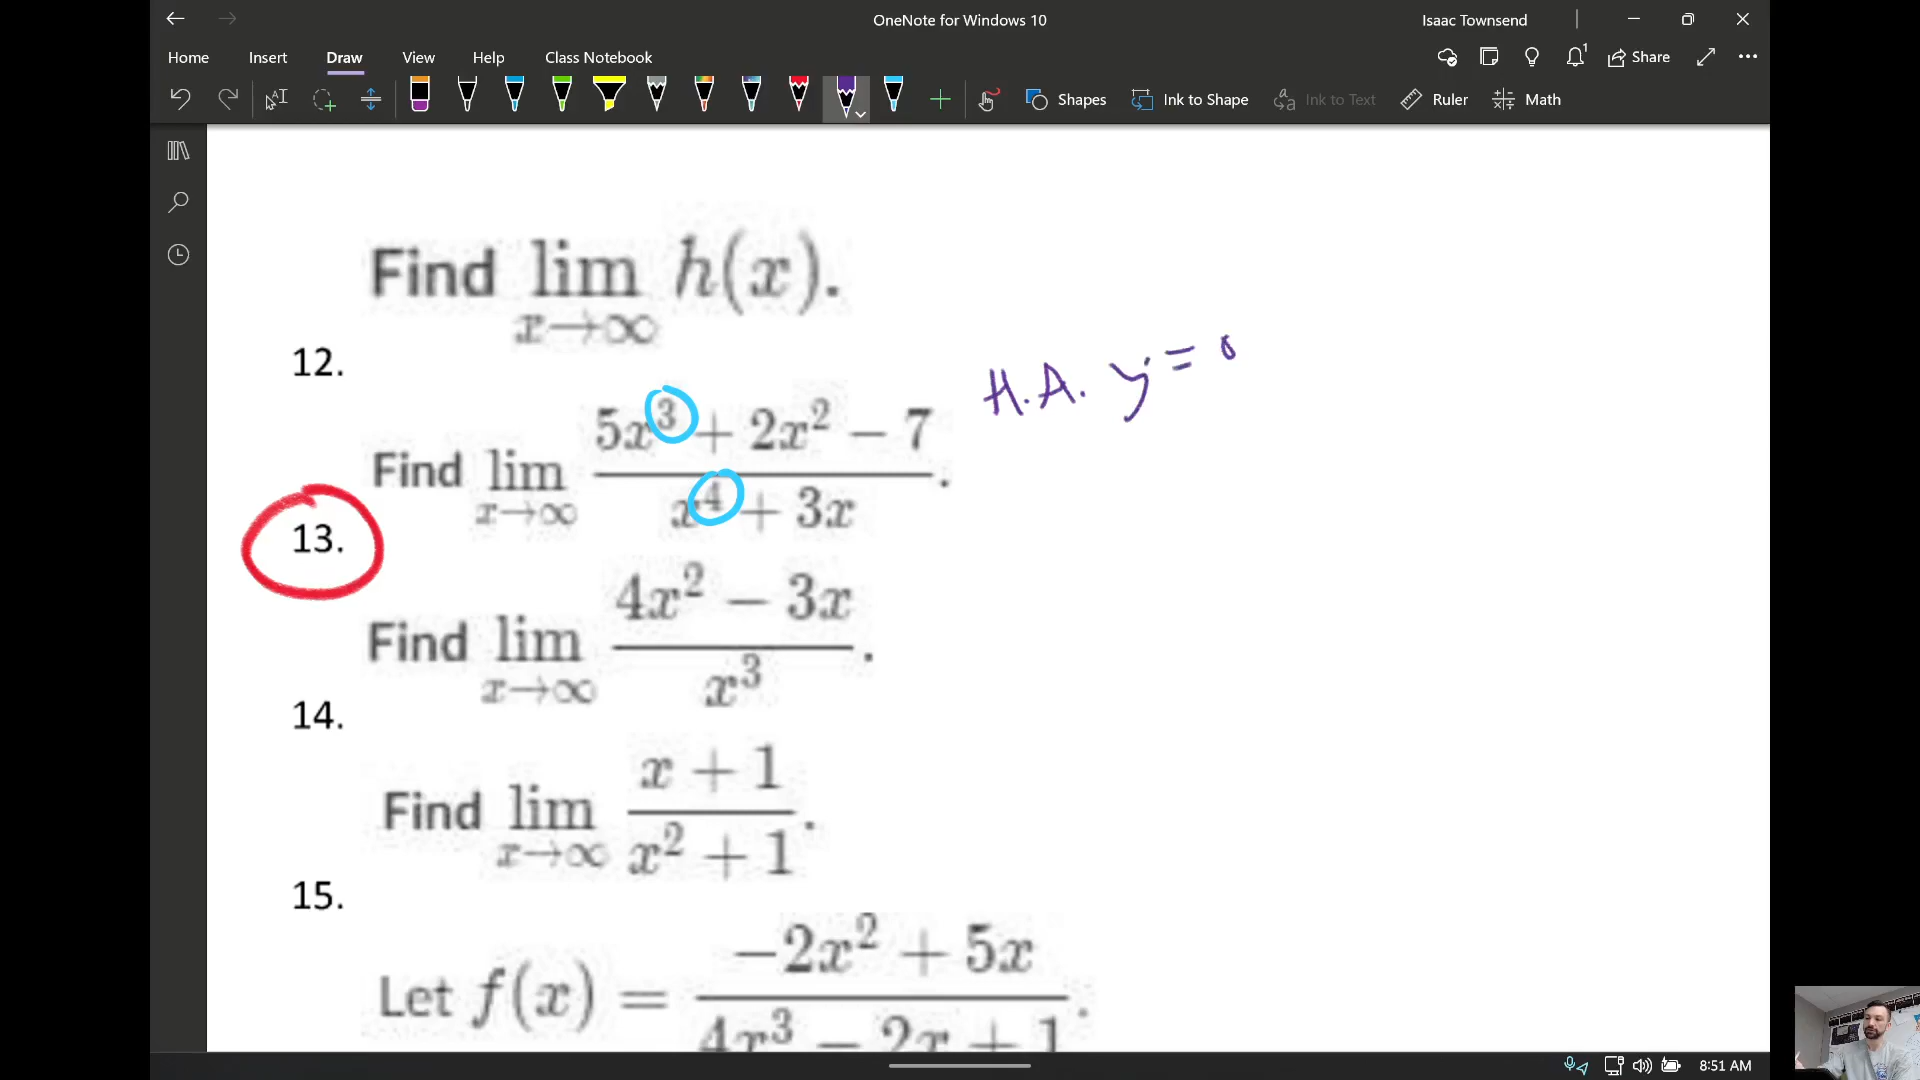 OneNote for Windows 10
Isaac Townsend
Home Insert Draw View Help Class Notebook
1 Share
Shapes Ink to Shape Ink to Text Ruler Math
Find lim x→∞ h(x).
12.
H.A. y = 0
Find lim x→∞ (5x³ + 2x² − 7)/(x⁴ + 3x).
13.
Find lim x→∞ (4x² − 3x)/x³.
14.
Find lim x→∞ (x + 1)/(x² + 1).
15.
Let f(x) = (−2x² + 5x)/(4x³ − 2x + 1).
8:51 AM